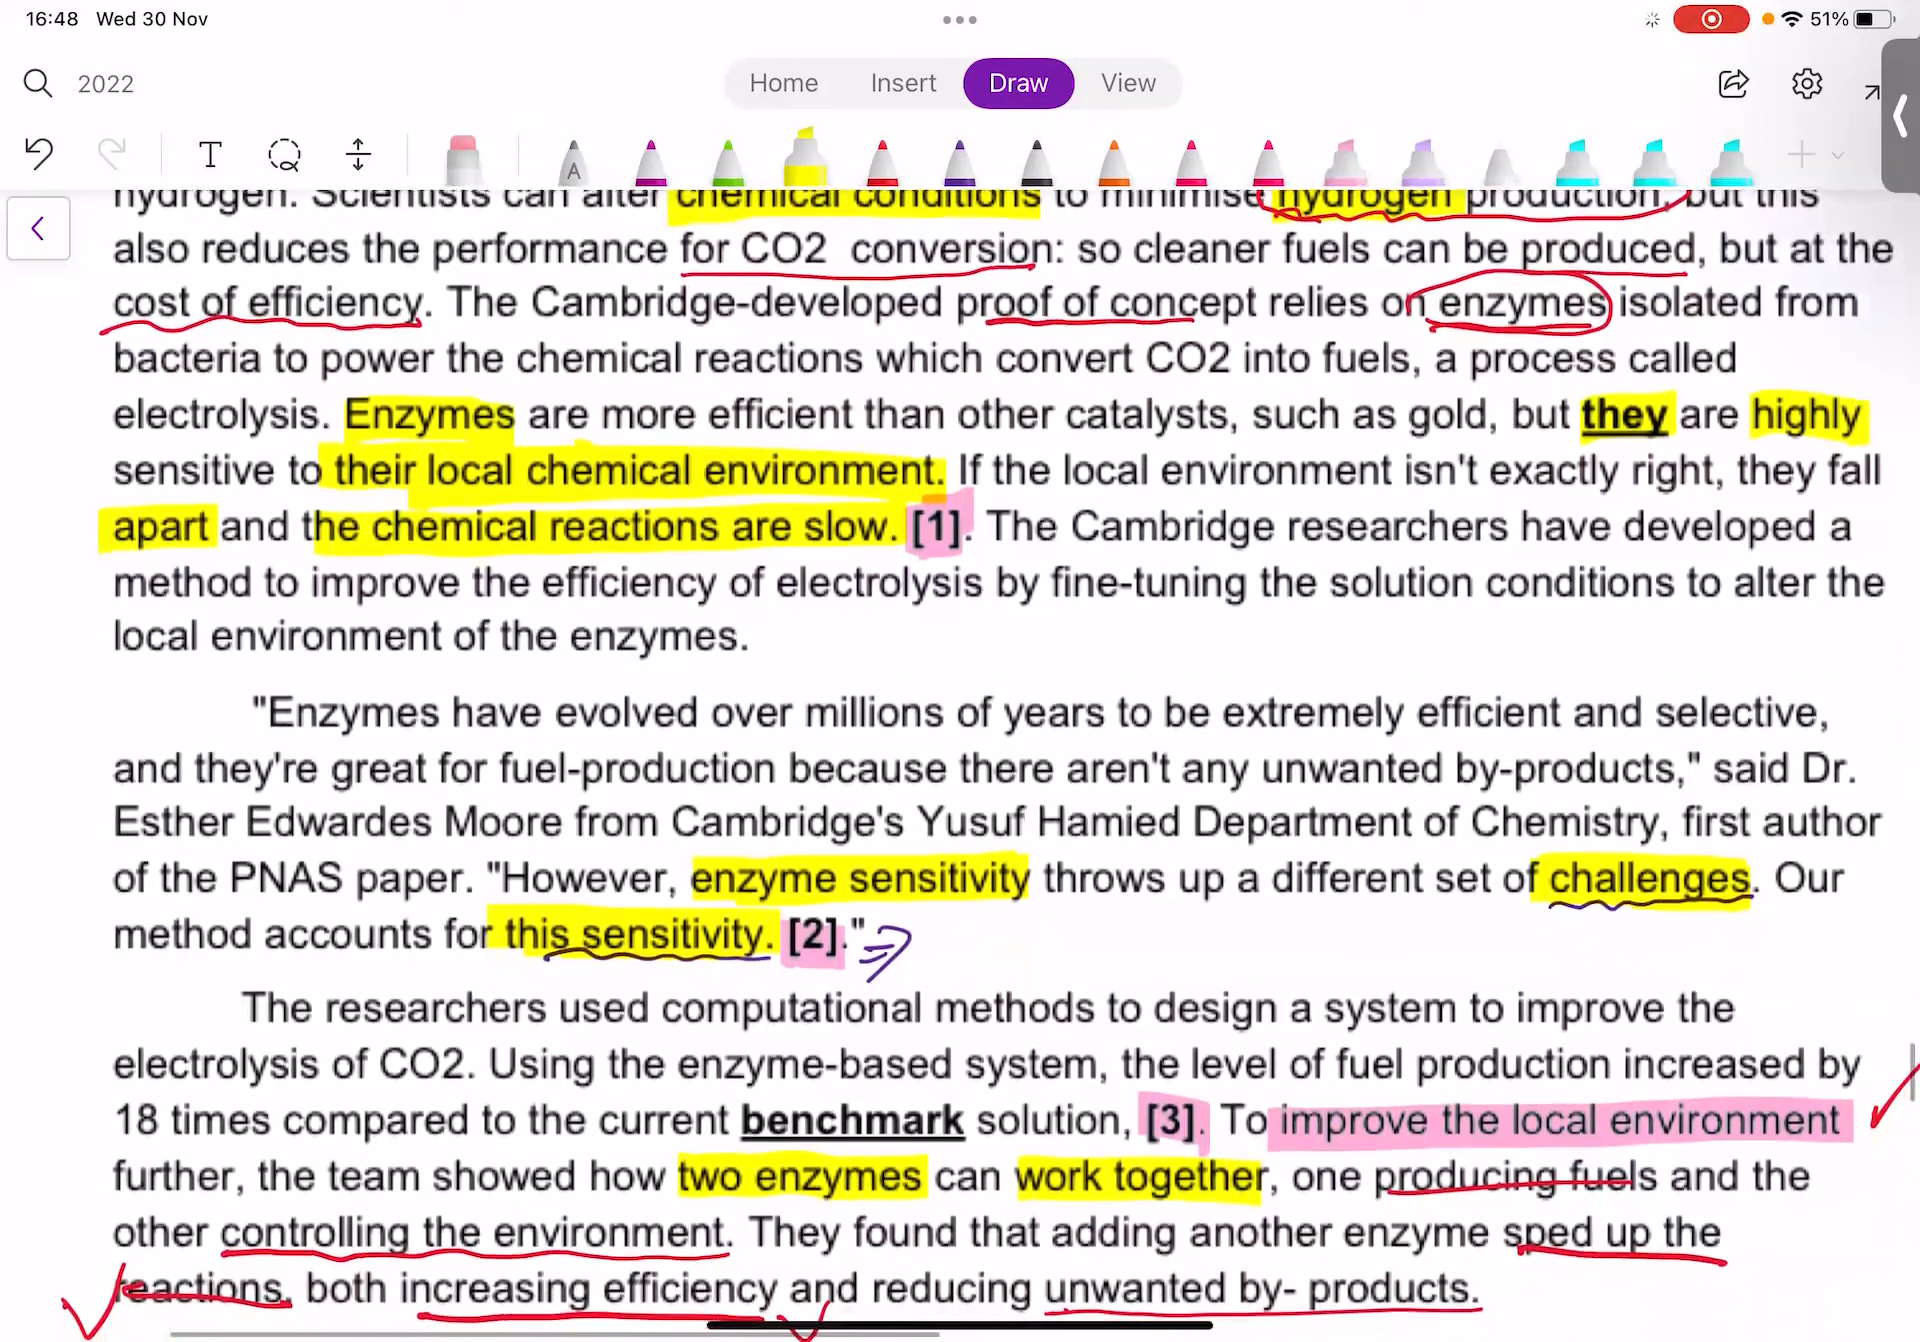 16:48 Wed 30 Nov
51%
2022
Home Insert Draw View
T
A
hydrogen. Scientists can alter chemical conditions to minimise hydrogen production, but this
also reduces the performance for CO2 conversion: so cleaner fuels can be produced, but at the
cost of efficiency. The Cambridge-developed proof of concept relies on enzymes isolated from
bacteria to power the chemical reactions which convert CO2 into fuels, a process called
electrolysis. Enzymes are more efficient than other catalysts, such as gold, but they are highly
sensitive to their local chemical environment. If the local environment isn't exactly right, they fall
apart and the chemical reactions are slow. [1]. The Cambridge researchers have developed a
method to improve the efficiency of electrolysis by fine-tuning the solution conditions to alter the
local environment of the enzymes.
"Enzymes have evolved over millions of years to be extremely efficient and selective,
and they're great for fuel-production because there aren't any unwanted by-products," said Dr.
Esther Edwardes Moore from Cambridge's Yusuf Hamied Department of Chemistry, first author
of the PNAS paper. "However, enzyme sensitivity throws up a different set of challenges. Our
method accounts for this sensitivity. [2]."
The researchers used computational methods to design a system to improve the
electrolysis of CO2. Using the enzyme-based system, the level of fuel production increased by
18 times compared to the current benchmark solution, [3]. To improve the local environment
further, the team showed how two enzymes can work together, one producing fuels and the
other controlling the environment. They found that adding another enzyme sped up the
reactions, both increasing efficiency and reducing unwanted by- products.